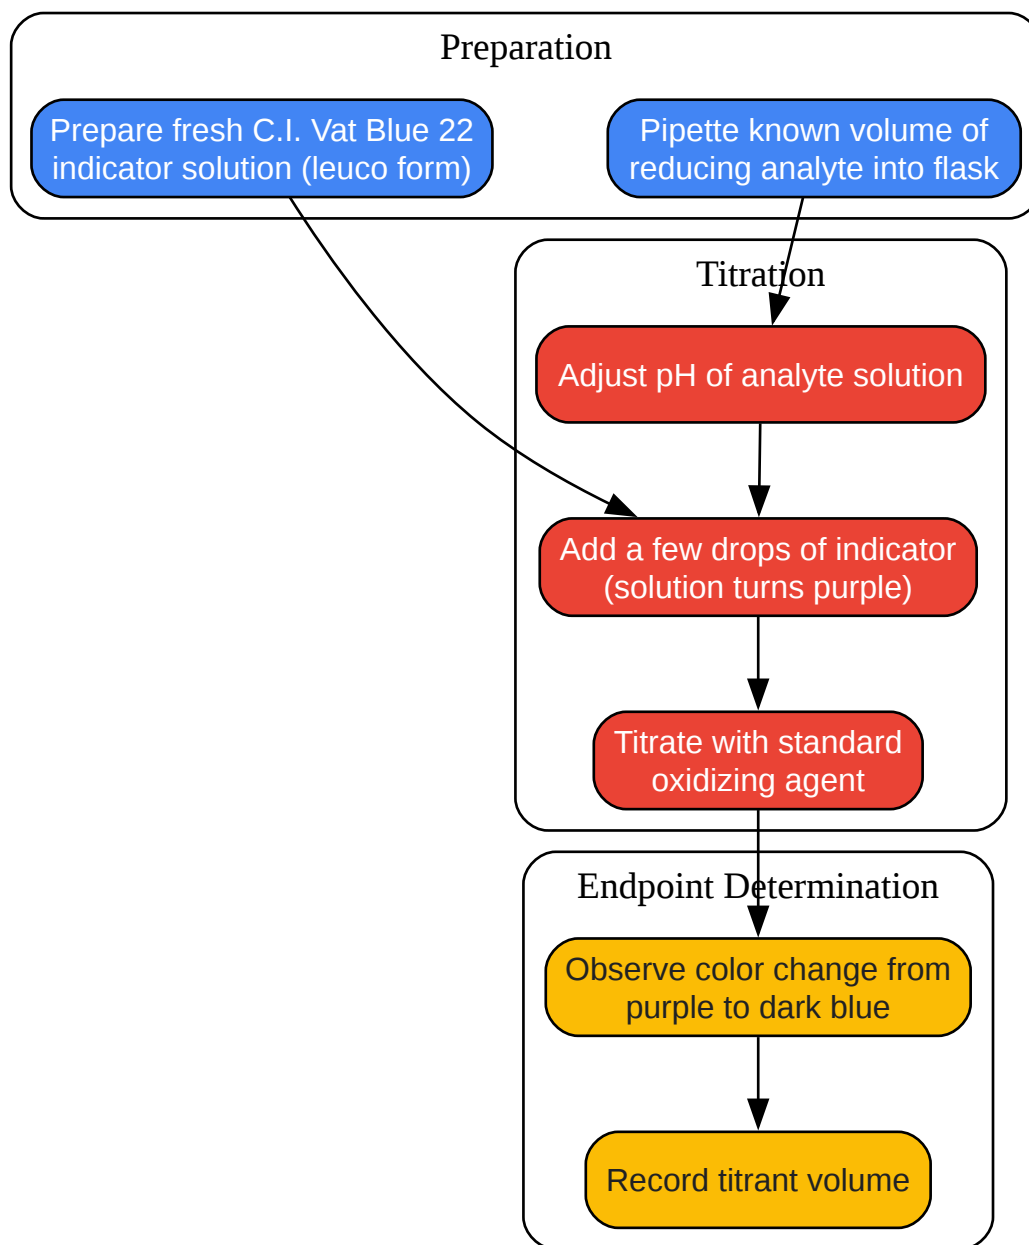 Preparation
Prepare fresh C.I. Vat Blue 22
indicator solution (leuco form)
Pipette known volume of
reducing analyte into flask
Titration
Adjust pH of analyte solution
Add a few drops of indicator
(solution turns purple)
Titrate with standard
oxidizing agent
Endpoint Determination
Observe color change from
purple to dark blue
Record titrant volume